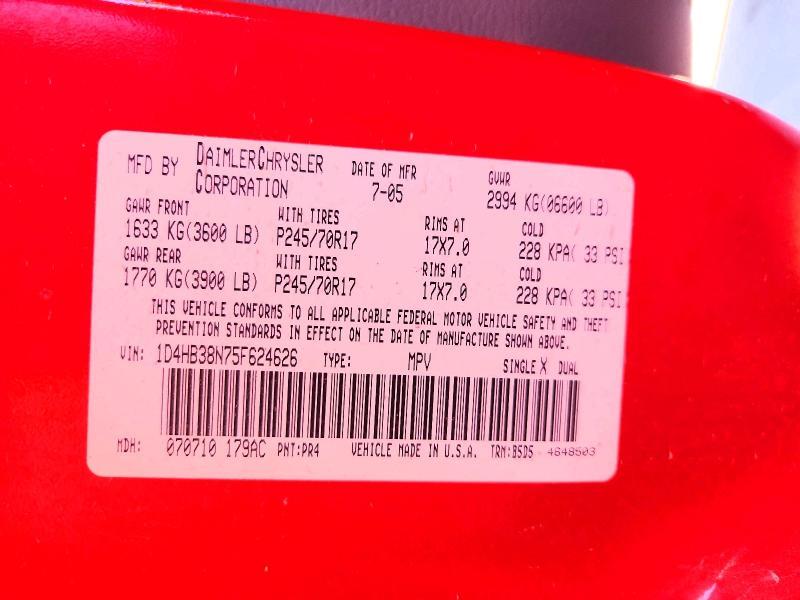 MFD BY DAIMLERCHRYSLER CORPORATION DATE OF MFR 7-05 GVWR 2994 KG(06600 LB)
GAWR FRONT WITH TIRES RIMS AT COLD
1633 KG(3600 LB) P245/70R17 17X7.0 228 KPA( 33 PSI
GAWR REAR WITH TIRES RIMS AT COLD
1770 KG(3900 LB) P245/70R17 17X7.0 228 KPA( 33 PSI
THIS VEHICLE CONFORMS TO ALL APPLICABLE FEDERAL MOTOR VEHICLE SAFETY AND THEFT
PREVENTION STANDARDS IN EFFECT ON THE DATE OF MANUFACTURE SHOWN ABOVE.
VIN: 1D4HB38N75F624626 TYPE: MPV SINGLE X DUAL
MDH: 070710 179AC PNT:PR4 VEHICLE MADE IN U.S.A. TRM:B5D5 4648503